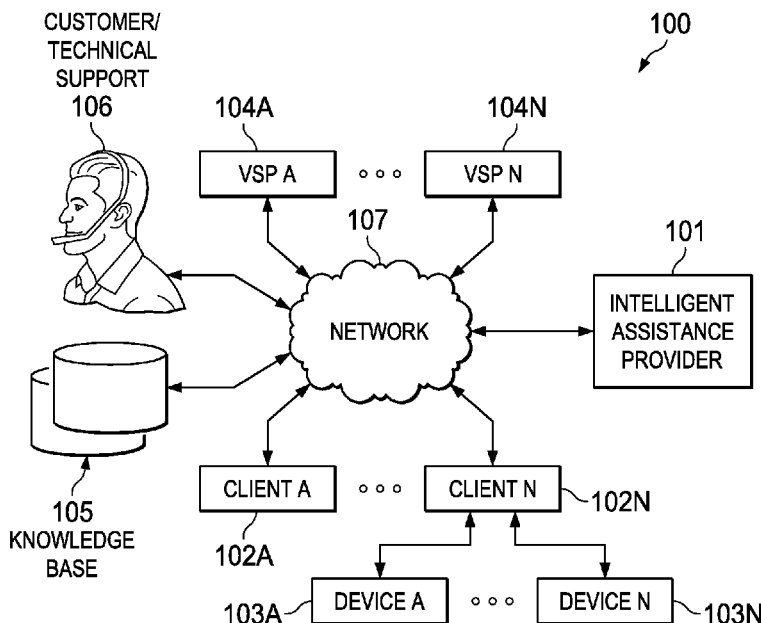 CUSTOMER/
TECHNICAL
SUPPORT
106
100
104A
104N
VSP A
VSP N
107
101
NETWORK
INTELLIGENT
ASSISTANCE
PROVIDER
105
KNOWLEDGE
BASE
CLIENT A
CLIENT N
102A
102N
103A
DEVICE A
DEVICE N
103N